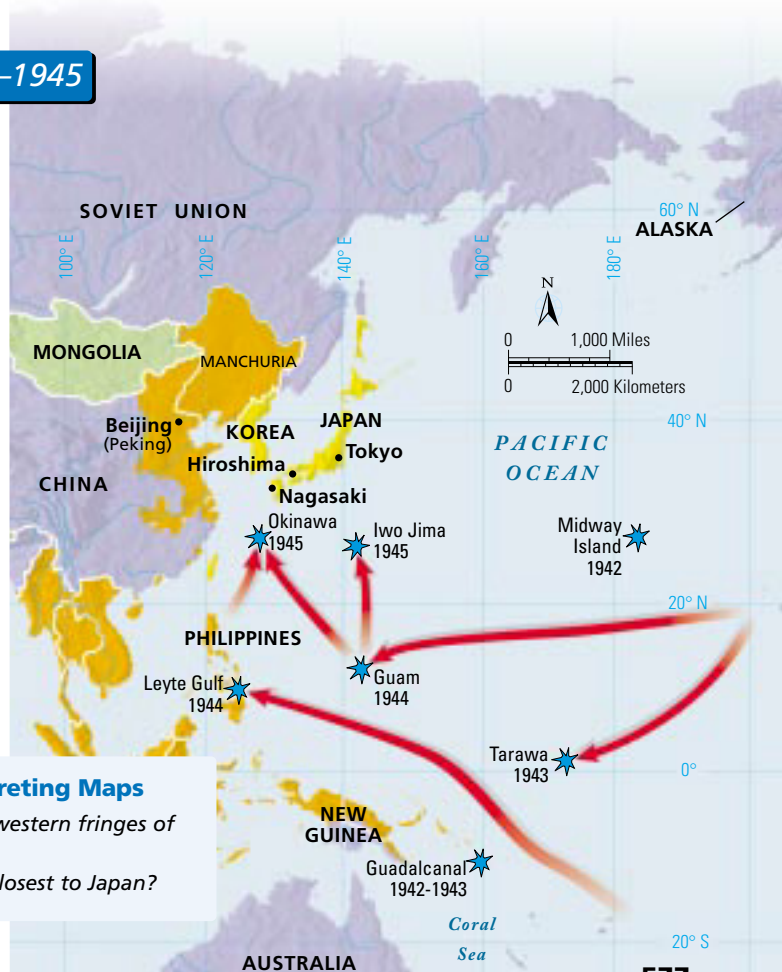 –1945
SOVIET UNION
60° N
ALASKA
100° E
120° E
140° E
160° E
180° E
N
0 1,000 Miles
0 2,000 Kilometers
MONGOLIA
MANCHURIA
Beijing
(Peking)
KOREA
JAPAN
40° N
Tokyo
Hiroshima
Nagasaki
CHINA
PACIFIC
OCEAN
Okinawa
1945
Iwo Jima
1945
Midway
Island
1942
20° N
PHILIPPINES
Leyte Gulf
1944
Guam
1944
Tarawa
1943
0°
reting Maps
western fringes of
losest to Japan?
NEW
GUINEA
Guadalcanal
1942-1943
Coral
Sea
20° S
AUSTRALIA